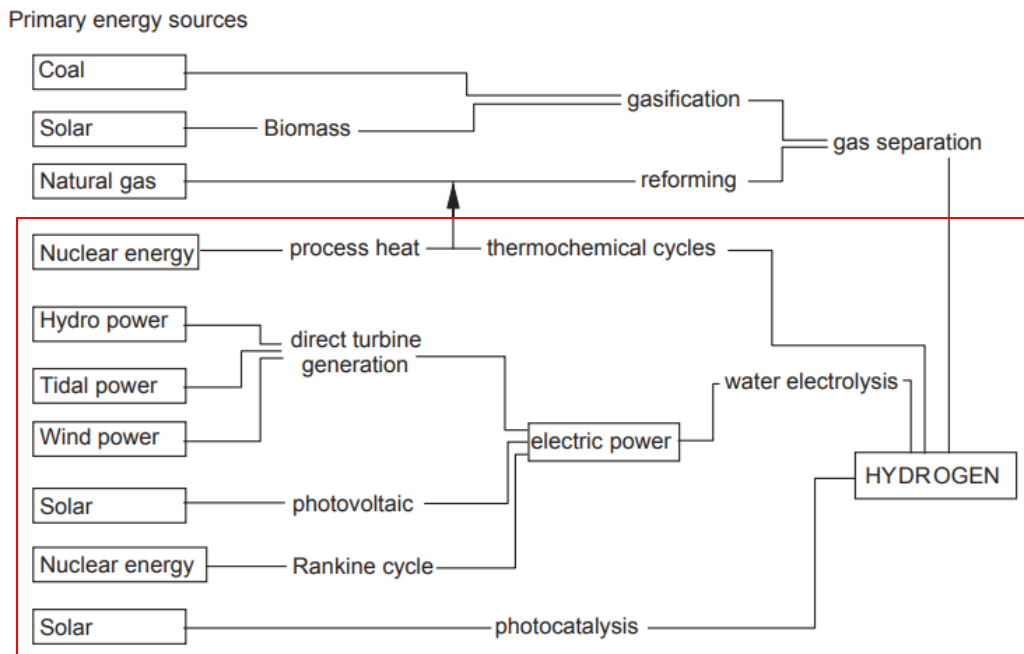 Primary energy sources
Coal
gasification
Solar
Biomass
gas separation
Natural gas
reforming
Nuclear energy
process heat
thermochemical cycles
Hydro power
direct turbine
generation
Tidal power
water electrolysis
Wind power
electric power
HYDROGEN
Solar
photovoltaic
Nuclear energy
Rankine cycle
Solar
photocatalysis